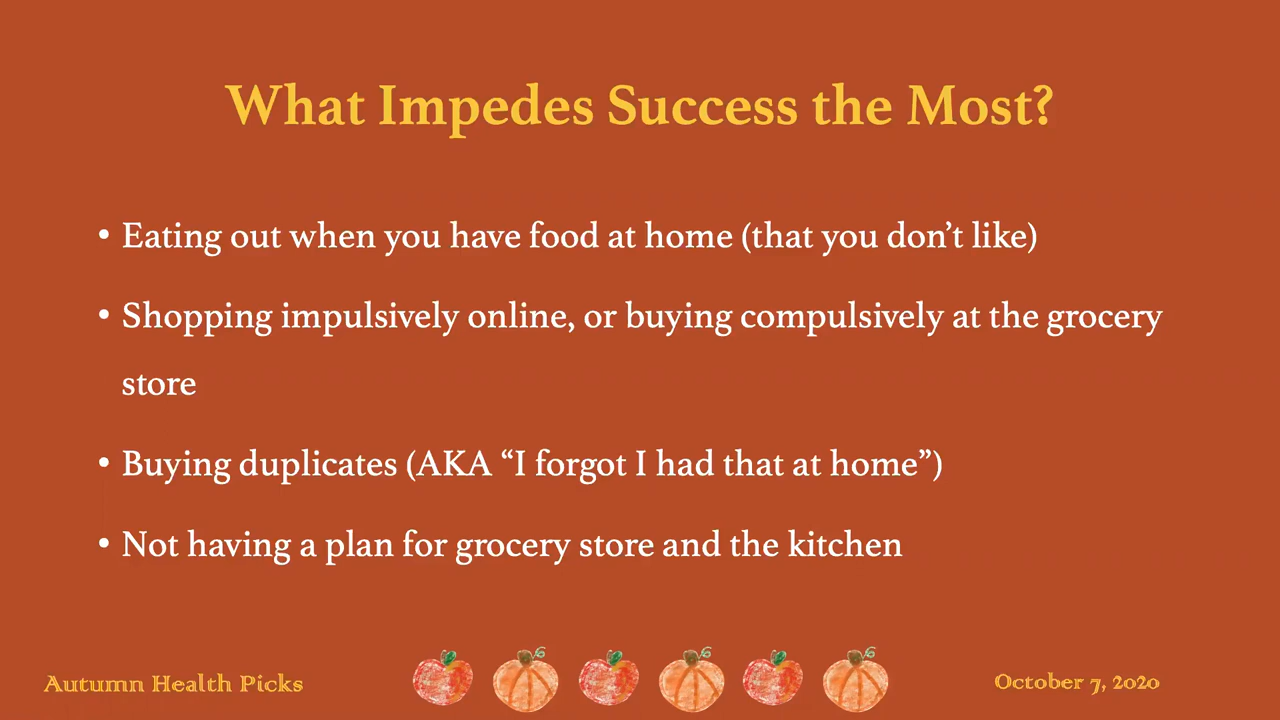 What Impedes Success the Most?
• Eating out when you have food at home (that you don’t like)
• Shopping impulsively online, or buying compulsively at the grocery
store
• Buying duplicates (AKA “I forgot I had that at home”)
• Not having a plan for grocery store and the kitchen
Autumn Health Picks
October 7, 2020